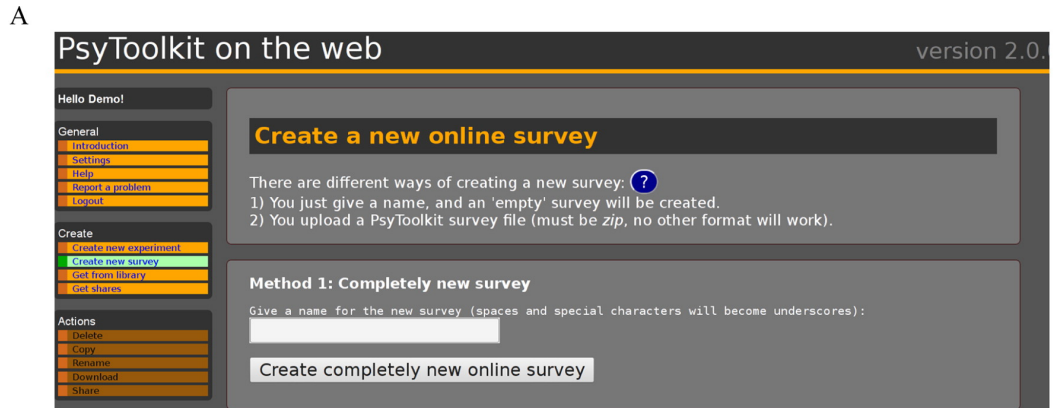 A
PsyToolkit on the web
version 2.0.
Hello Demo!
General
Introduction
Settings
Help
Report a problem
Logout
Create
Create new experiment
Create new survey
Get from library
Get shares
Actions
Delete
Copy
Rename
Download
Share
Create a new online survey
There are different ways of creating a new survey: ?
1) You just give a name, and an 'empty' survey will be created.
2) You upload a PsyToolkit survey file (must be zip, no other format will work).
Method 1: Completely new survey
Give a name for the new survey (spaces and special characters will become underscores):
Create completely new online survey